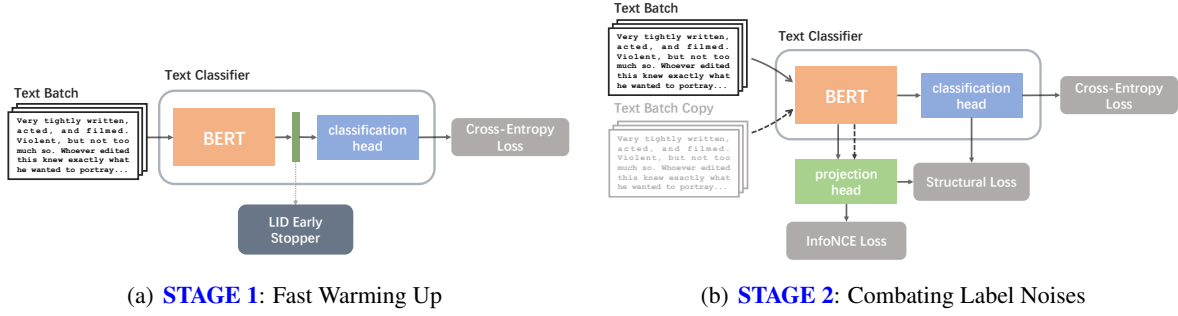 Text Batch
Very tightly written,
acted, and filmed.
Violent, but not too
much so. Whoever edited
this knew exactly what
he wanted to portray...
Text Classifier
BERT
classification
head
Cross-Entropy
Loss
LID Early
Stopper
(a) STAGE 1: Fast Warming Up
Text Batch
Very tightly written,
acted, and filmed.
Violent, but not too
much so. Whoever edited
this knew exactly what
he wanted to portray...
Text Batch Copy
Very tightly written,
acted, and filmed.
Violent, but not too
much so. Whoever edited
this knew exactly what
he wanted to portray...
Text Classifier
BERT
classification
head
Cross-Entropy
Loss
projection
head
Structural Loss
InfoNCE Loss
(b) STAGE 2: Combating Label Noises